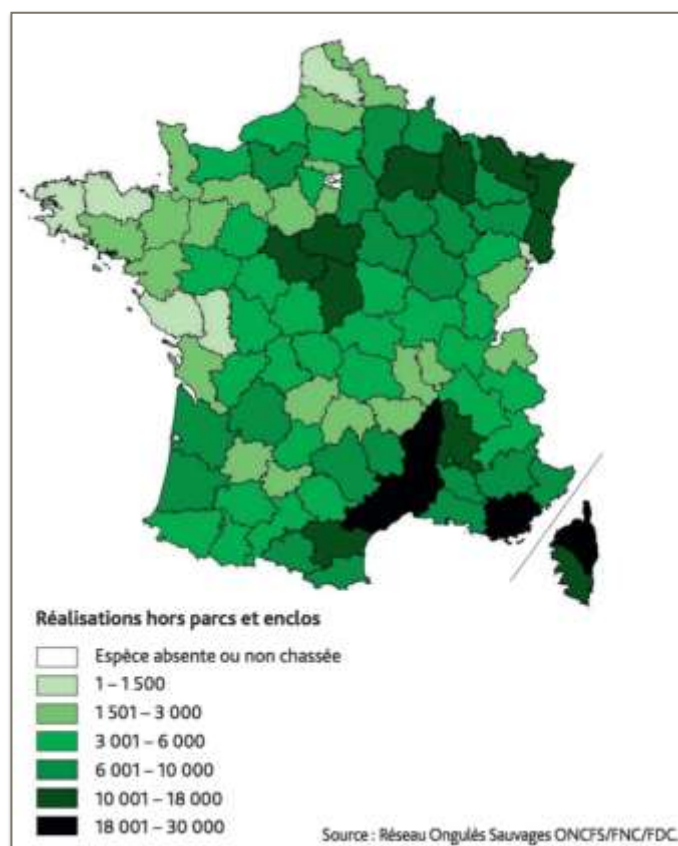 Réalisations hors parcs et enclos
Espèce absente ou non chassée
1 – 1 500
1 501 – 3 000
3 001 – 6 000
6 001 – 10 000
10 001 – 18 000
18 001 – 30 000
Source : Réseau Ongulés Sauvages ONCFS/FNC/FDC.